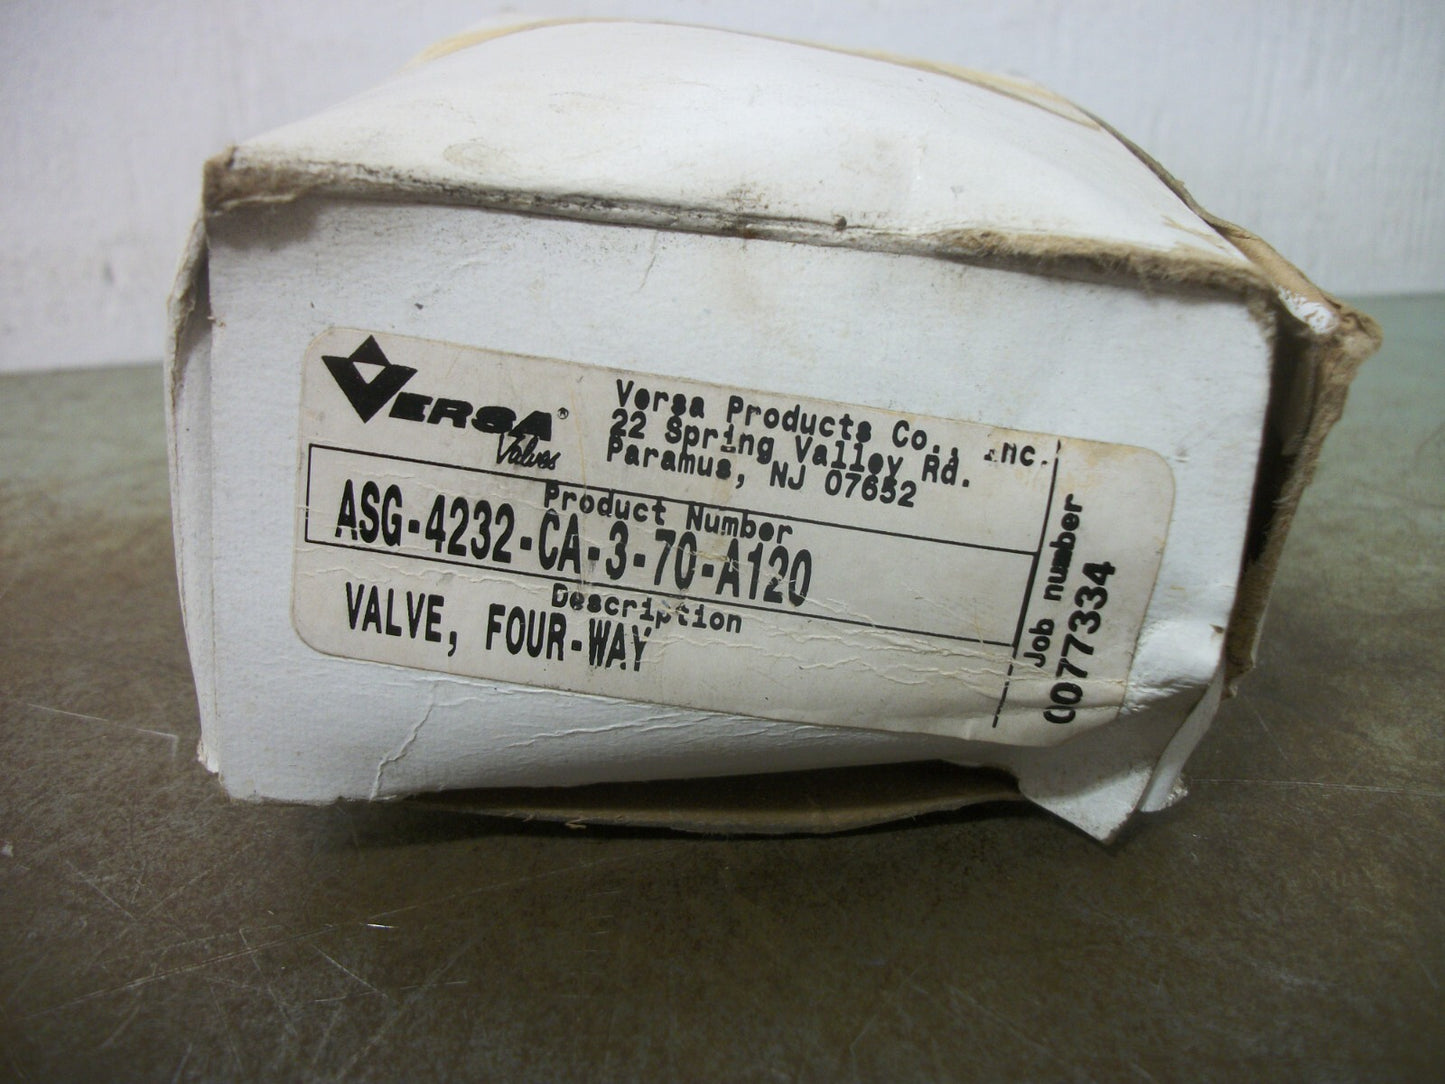 VERSA®
Valves
Versa Products Co., Inc.
22 Spring Valley Rd.
Paramus, NJ 07652
Product Number
ASG-4232-CA-3-70-A120
Description
VALVE, FOUR-WAY
Job number
0077334